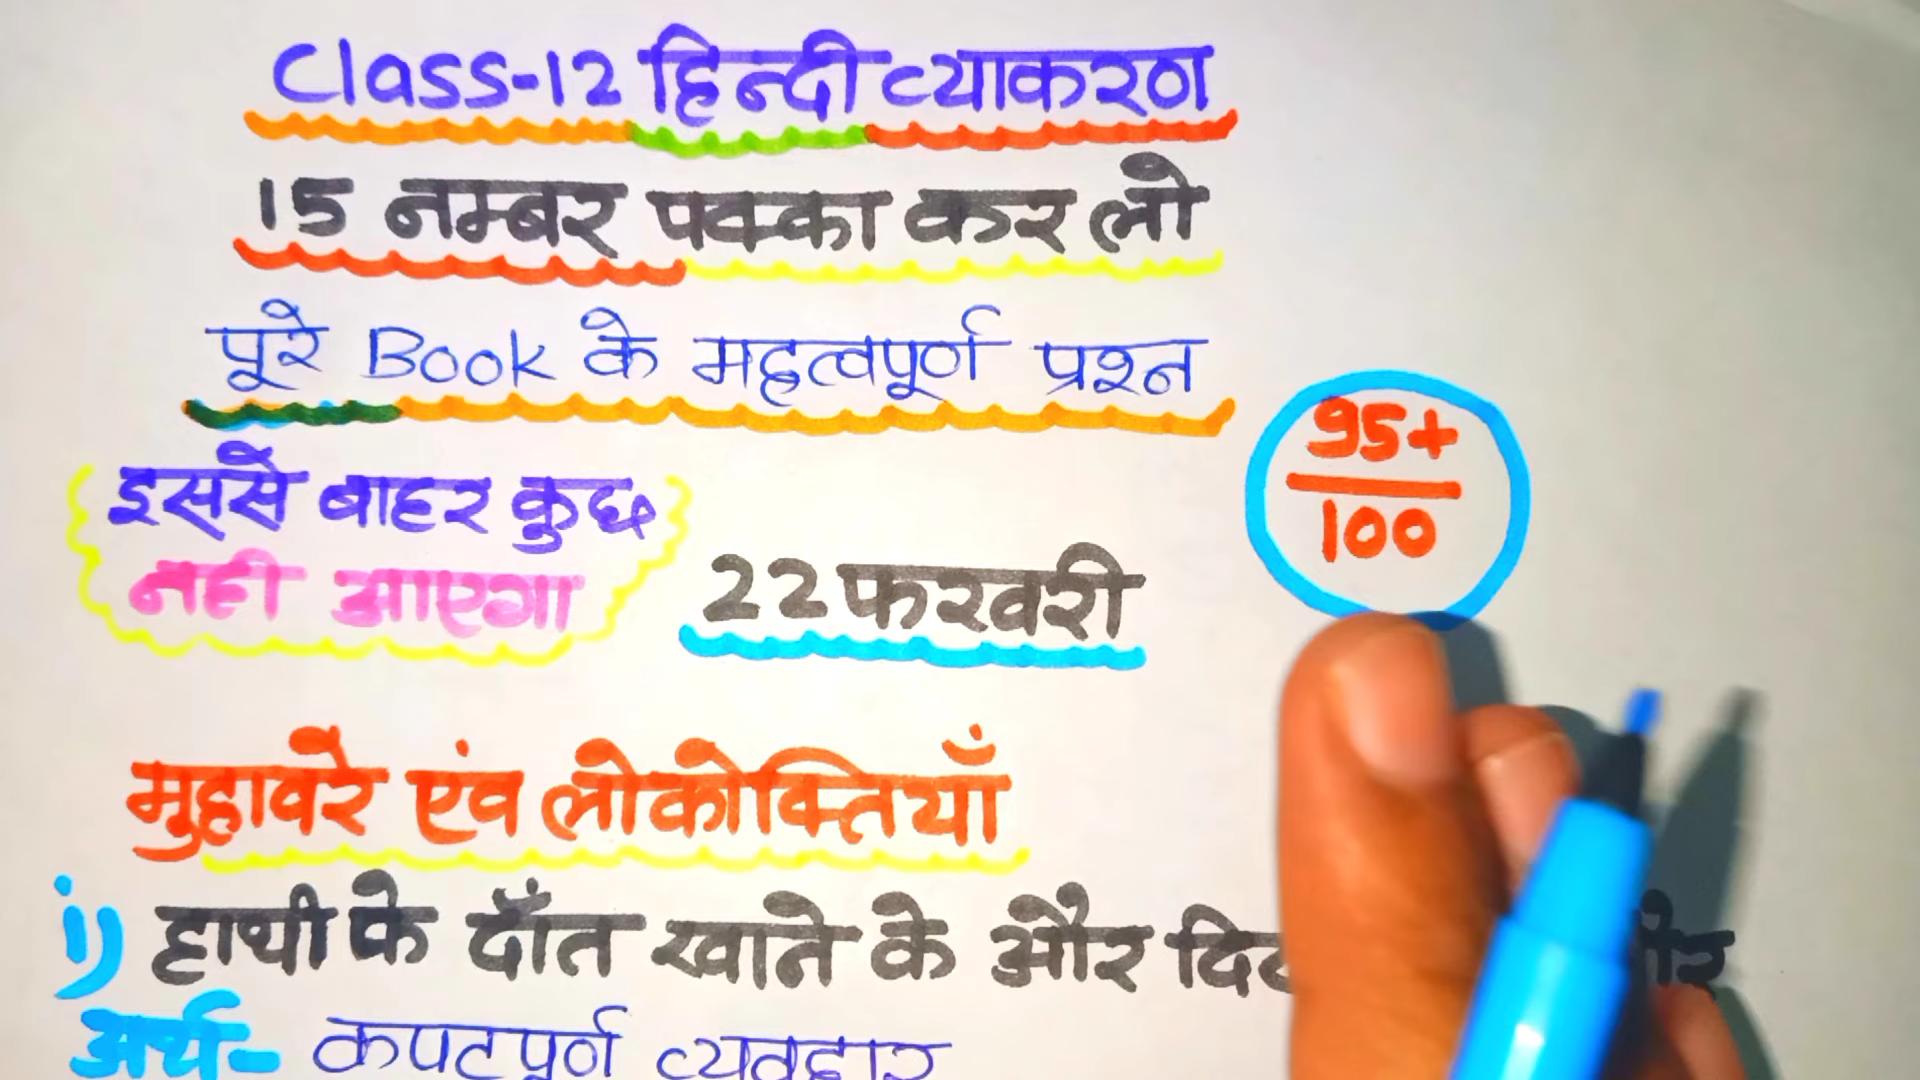 Class-12 हिन्दी व्याकरण
15 नम्बर पक्का कर लो
पूरे Book के महत्वपूर्ण प्रश्न
95+
100
इससे बाहर कुछ
नही आएगा
22 फरवरी
मुहावरे एंव लोकोक्तियाँ
i) हाथी के दाँत खाने के और
अर्थ- कपटपूर्ण व्यवहार